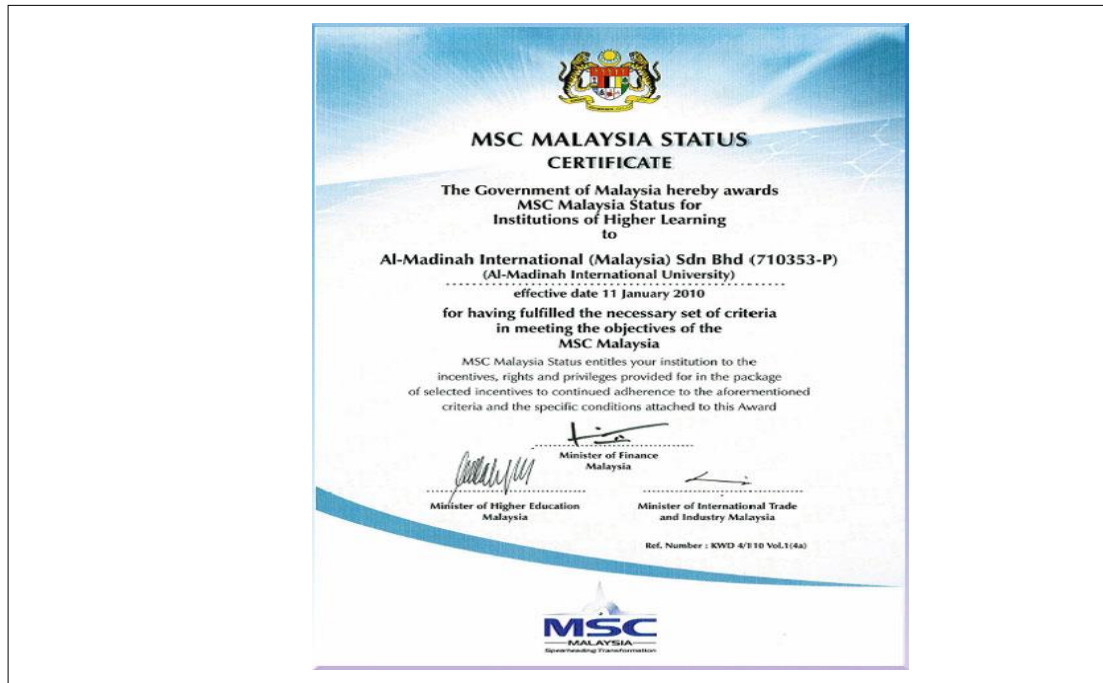 MSC MALAYSIA STATUS
CERTIFICATE
The Government of Malaysia hereby awards
MSC Malaysia Status for
Institutions of Higher Learning
to
Al-Madinah International (Malaysia) Sdn Bhd (710353-P)
(Al-Madinah International University)
effective date 11 January 2010
for having fulfilled the necessary set of criteria
in meeting the objectives of the
MSC Malaysia
MSC Malaysia Status entitles your institution to the
incentives, rights and privileges provided for in the package
of selected incentives to continued adherence to the aforementioned
criteria and the specific conditions attached to this Award
Minister of Finance
Malaysia
Minister of Higher Education
Malaysia
Minister of International Trade
and Industry Malaysia
Ref. Number : KWD 4/I110 Vol.1(4a)
MSC
MALAYSIA
Spearheading Transformation